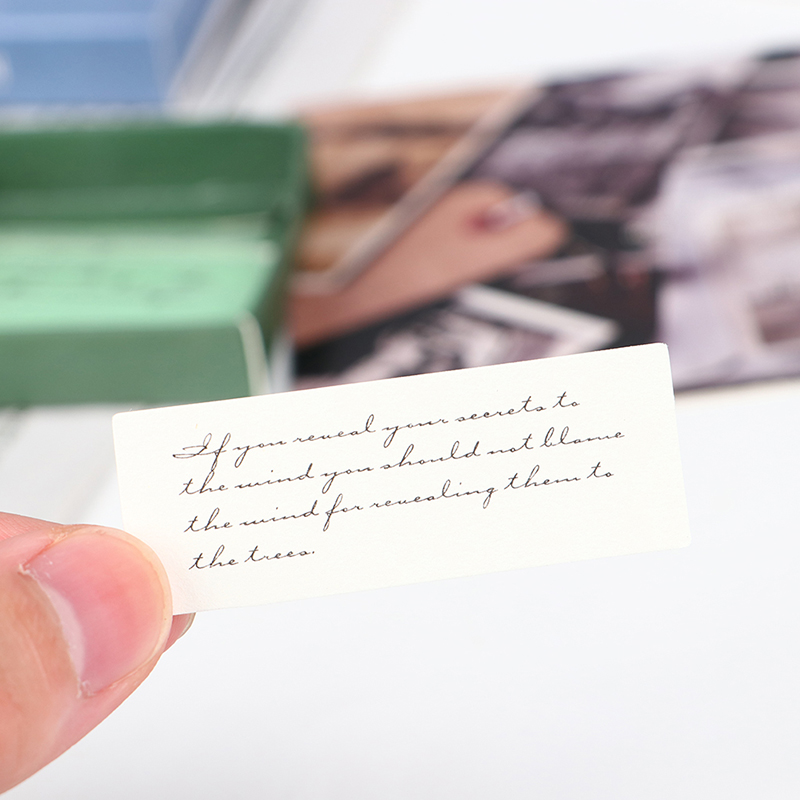 If you reveal your secrets to
the wind you should not blame
the wind for revealing them to
the trees.